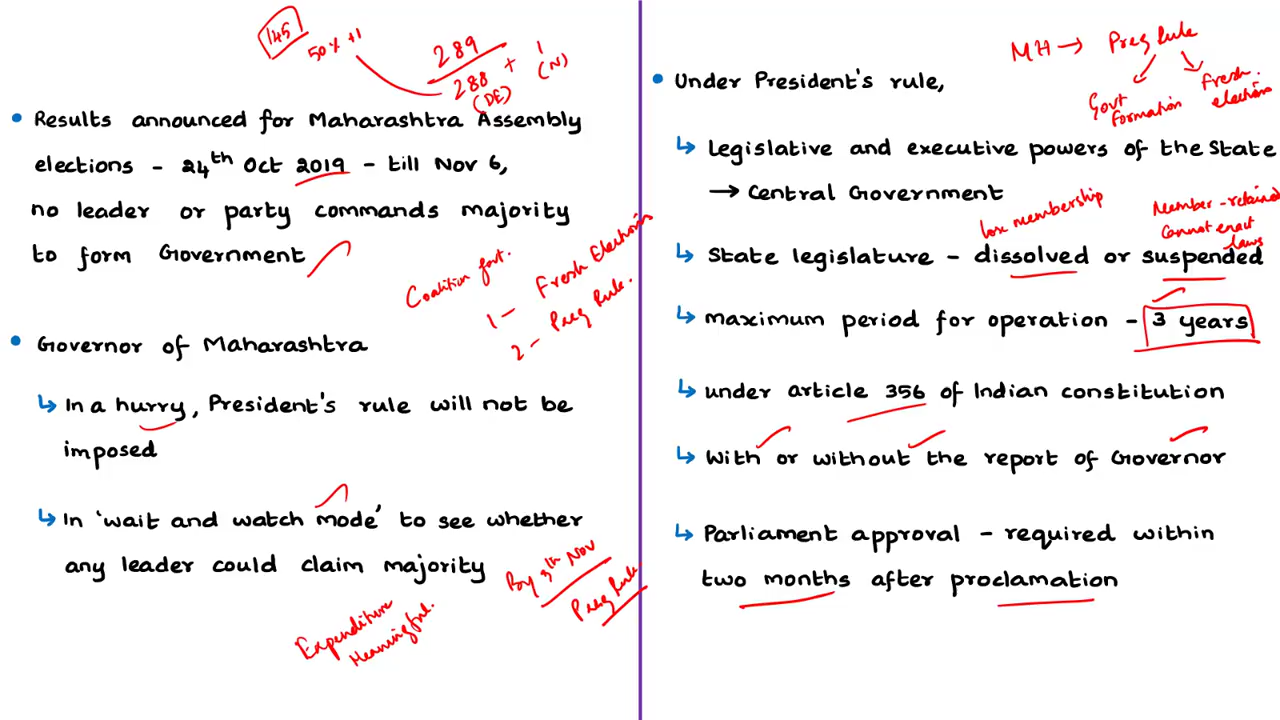 145
50% +1
289
288 + 1
(DE) (N)
• Results announced for Maharashtra Assembly
elections - 24th Oct 2019 - till Nov 6,
no leader or party commands majority
to form Government
Coalition
1 - Fresh Elections
2 - Pres Rule.
• Governor of Maharashtra
↳ In a hurry, President's rule will not be
imposed
↳ In 'wait and watch mode' to see whether
any leader could claim majority
By 9th Nov
Pres Rule
Expenditure
Meaningful.
MH → Pres Rule
Govt
formation
Fresh
elections
• Under President's rule,
↳ Legislative and executive powers of the State
→ Central Government
lose membership
Member - retained
Cannot enact
laws
↳ State legislature - dissolved or suspended
↳ maximum period for operation - 3 years
↳ under article 356 of Indian constitution
↳ With or without the report of Governor
↳ Parliament approval - required within
two months after proclamation